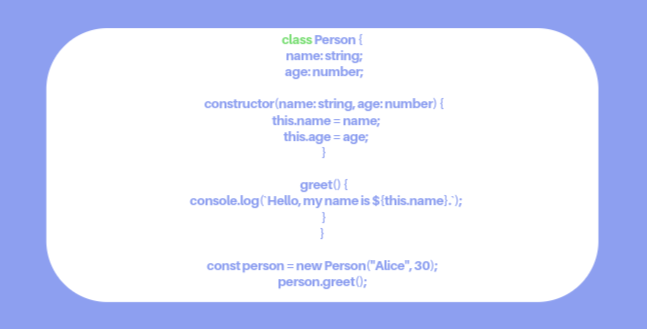 class Person {
name: string;
age: number;
constructor(name: string, age: number) {
this.name = name;
this.age = age;
}
greet() {
console.log(`Hello, my name is ${this.name}.`);
}
}
const person = new Person("Alice", 30);
person.greet();